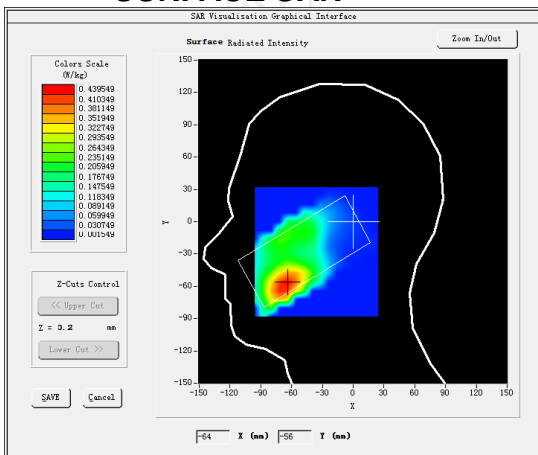 SAR Visualisation Graphical Interface
Surface Radiated Intensity
Zoom In/Out
Colors Scale
(W/kg)
0.439549
0.410349
0.381149
0.351949
0.322749
0.293549
0.264349
0.235149
0.205949
0.176749
0.147549
0.118349
0.089149
0.059949
0.030749
0.001549
Z-Cuts Control
<< Upper Cut
Z = 0.2 mm
Lower Cut >>
SAVE Cancel
150
120
90
60
30
0
-30
-60
-90
-120
-150
Y
-150 -120 -90 -60 -30 0 30 60 90 120 150
X
-64 X (mm) -56 Y (mm)